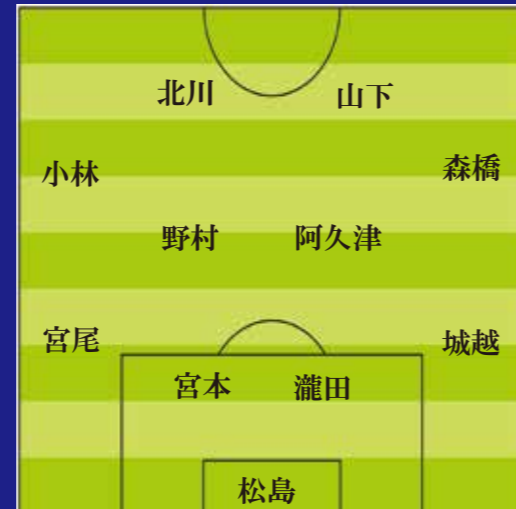 北川 山下
小林 森橋
野村 阿久津
宮尾 城越
宮本 瀧田
松島